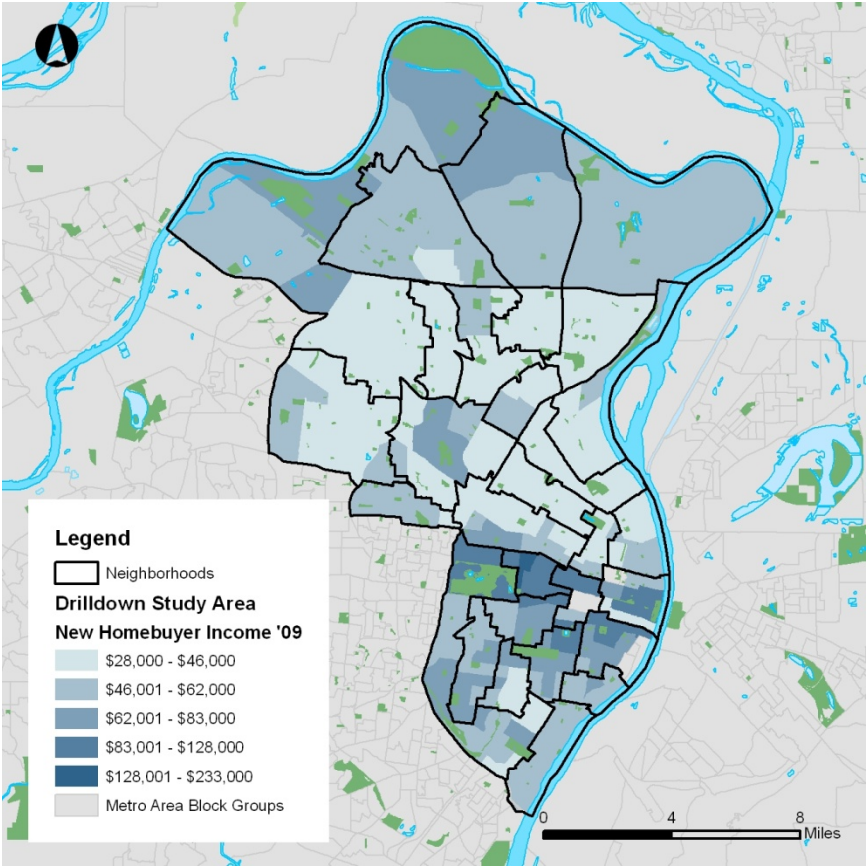 Legend
Neighborhoods
Drilldown Study Area
New Homebuyer Income '09
$28,000 - $46,000
$46,001 - $62,000
$62,001 - $83,000
$83,001 - $128,000
$128,001 - $233,000
Metro Area Block Groups
0 4 8
Miles